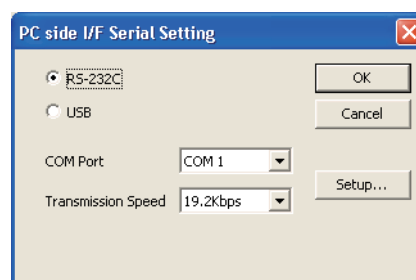 PC side I/F Serial Setting
RS-232C
OK
USB
Cancel
COM Port
COM 1
Setup...
Transmission Speed
19.2Kbps